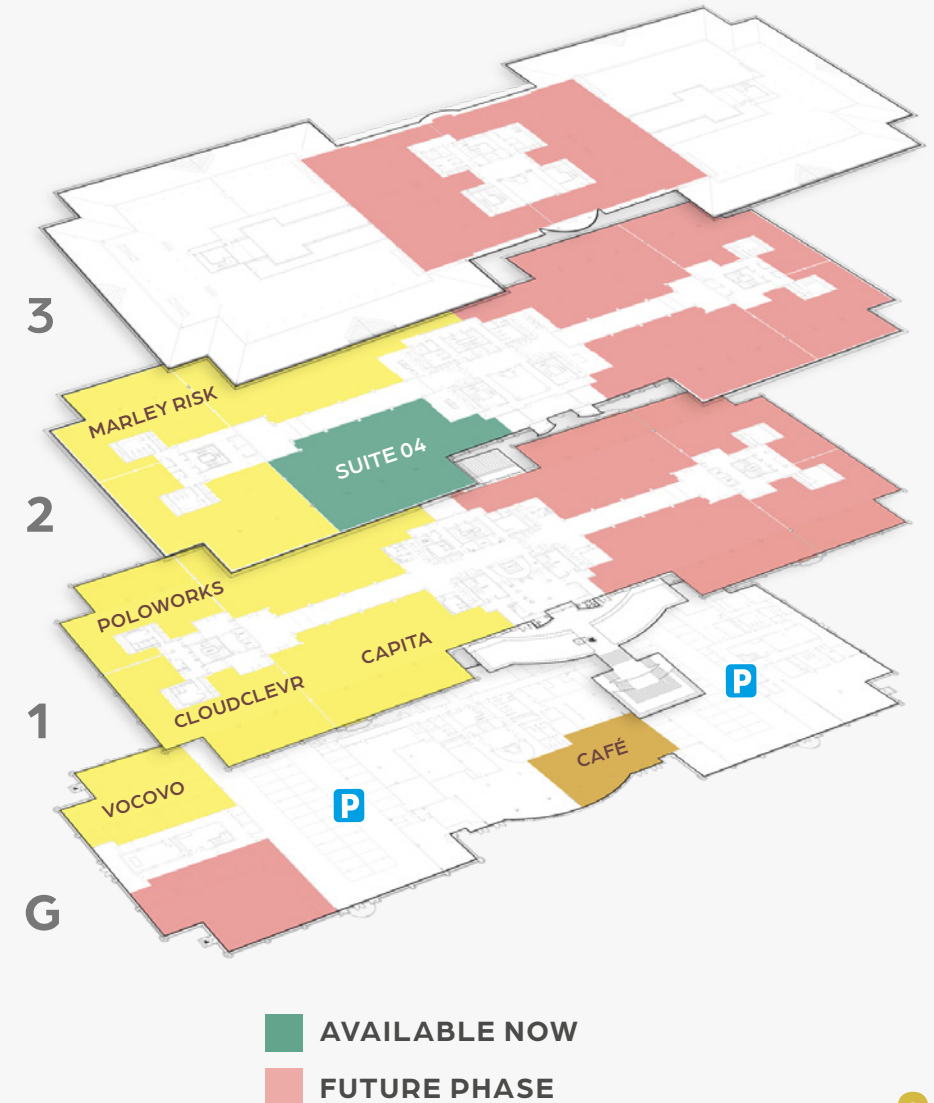 3
MARLEY RISK
SUITE 04
2
POLOWORKS
CAPITA
CLOUDCLEVR
1
P
CAFÉ
VOCOVO
P
G
AVAILABLE NOW
FUTURE PHASE